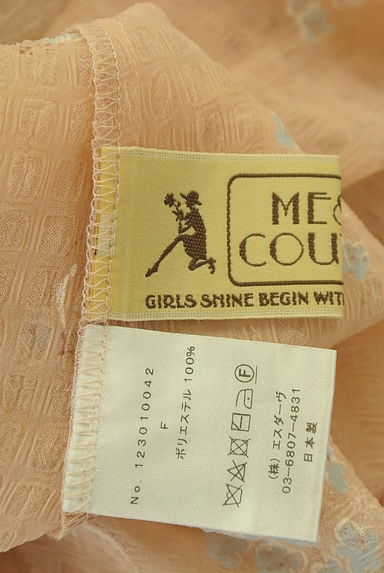 ME&
COU
GIRLS SHINE BEGIN WIT
No. 123010042
F
ポリエステル 100%
F
(株) エスダーヴ
03-6807-4831
日本製